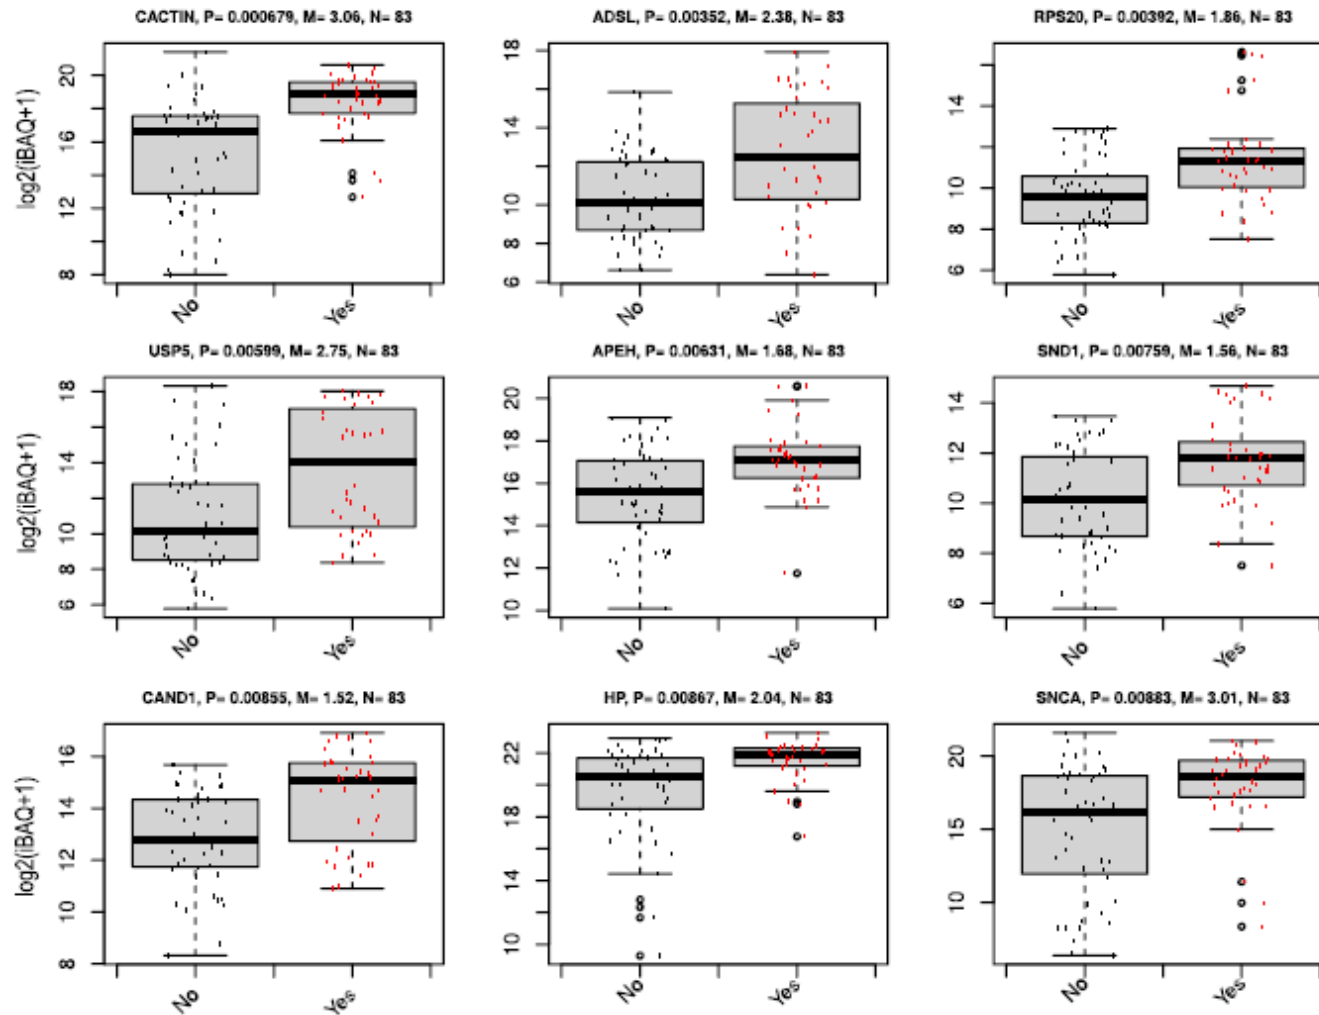 CACTIN, P= 0.000679, M= 3.06, N= 83
ADSL, P= 0.00352, M= 2.38, N= 83
RPS20, P= 0.00392, M= 1.86, N= 83
log2(iBAQ+1)
20
16
12
8
No
Yes
18
14
10
8
6
No
Yes
14
10
8
6
No
Yes
USP5, P= 0.00599, M= 2.75, N= 83
APEH, P= 0.00631, M= 1.68, N= 83
SND1, P= 0.00759, M= 1.56, N= 83
log2(iBAQ+1)
18
14
10
8
6
No
Yes
20
18
16
14
12
10
No
Yes
14
12
10
8
6
No
Yes
CAND1, P= 0.00855, M= 1.52, N= 83
HP, P= 0.00867, M= 2.04, N= 83
SNCA, P= 0.00883, M= 3.01, N= 83
log2(iBAQ+1)
16
14
12
10
8
No
Yes
22
18
14
10
No
Yes
20
15
10
No
Yes